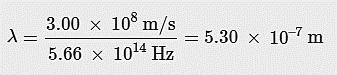 λ = 3.00 × 10⁸ m/s / 5.66 × 10¹⁴ Hz = 5.30 × 10⁻⁷ m